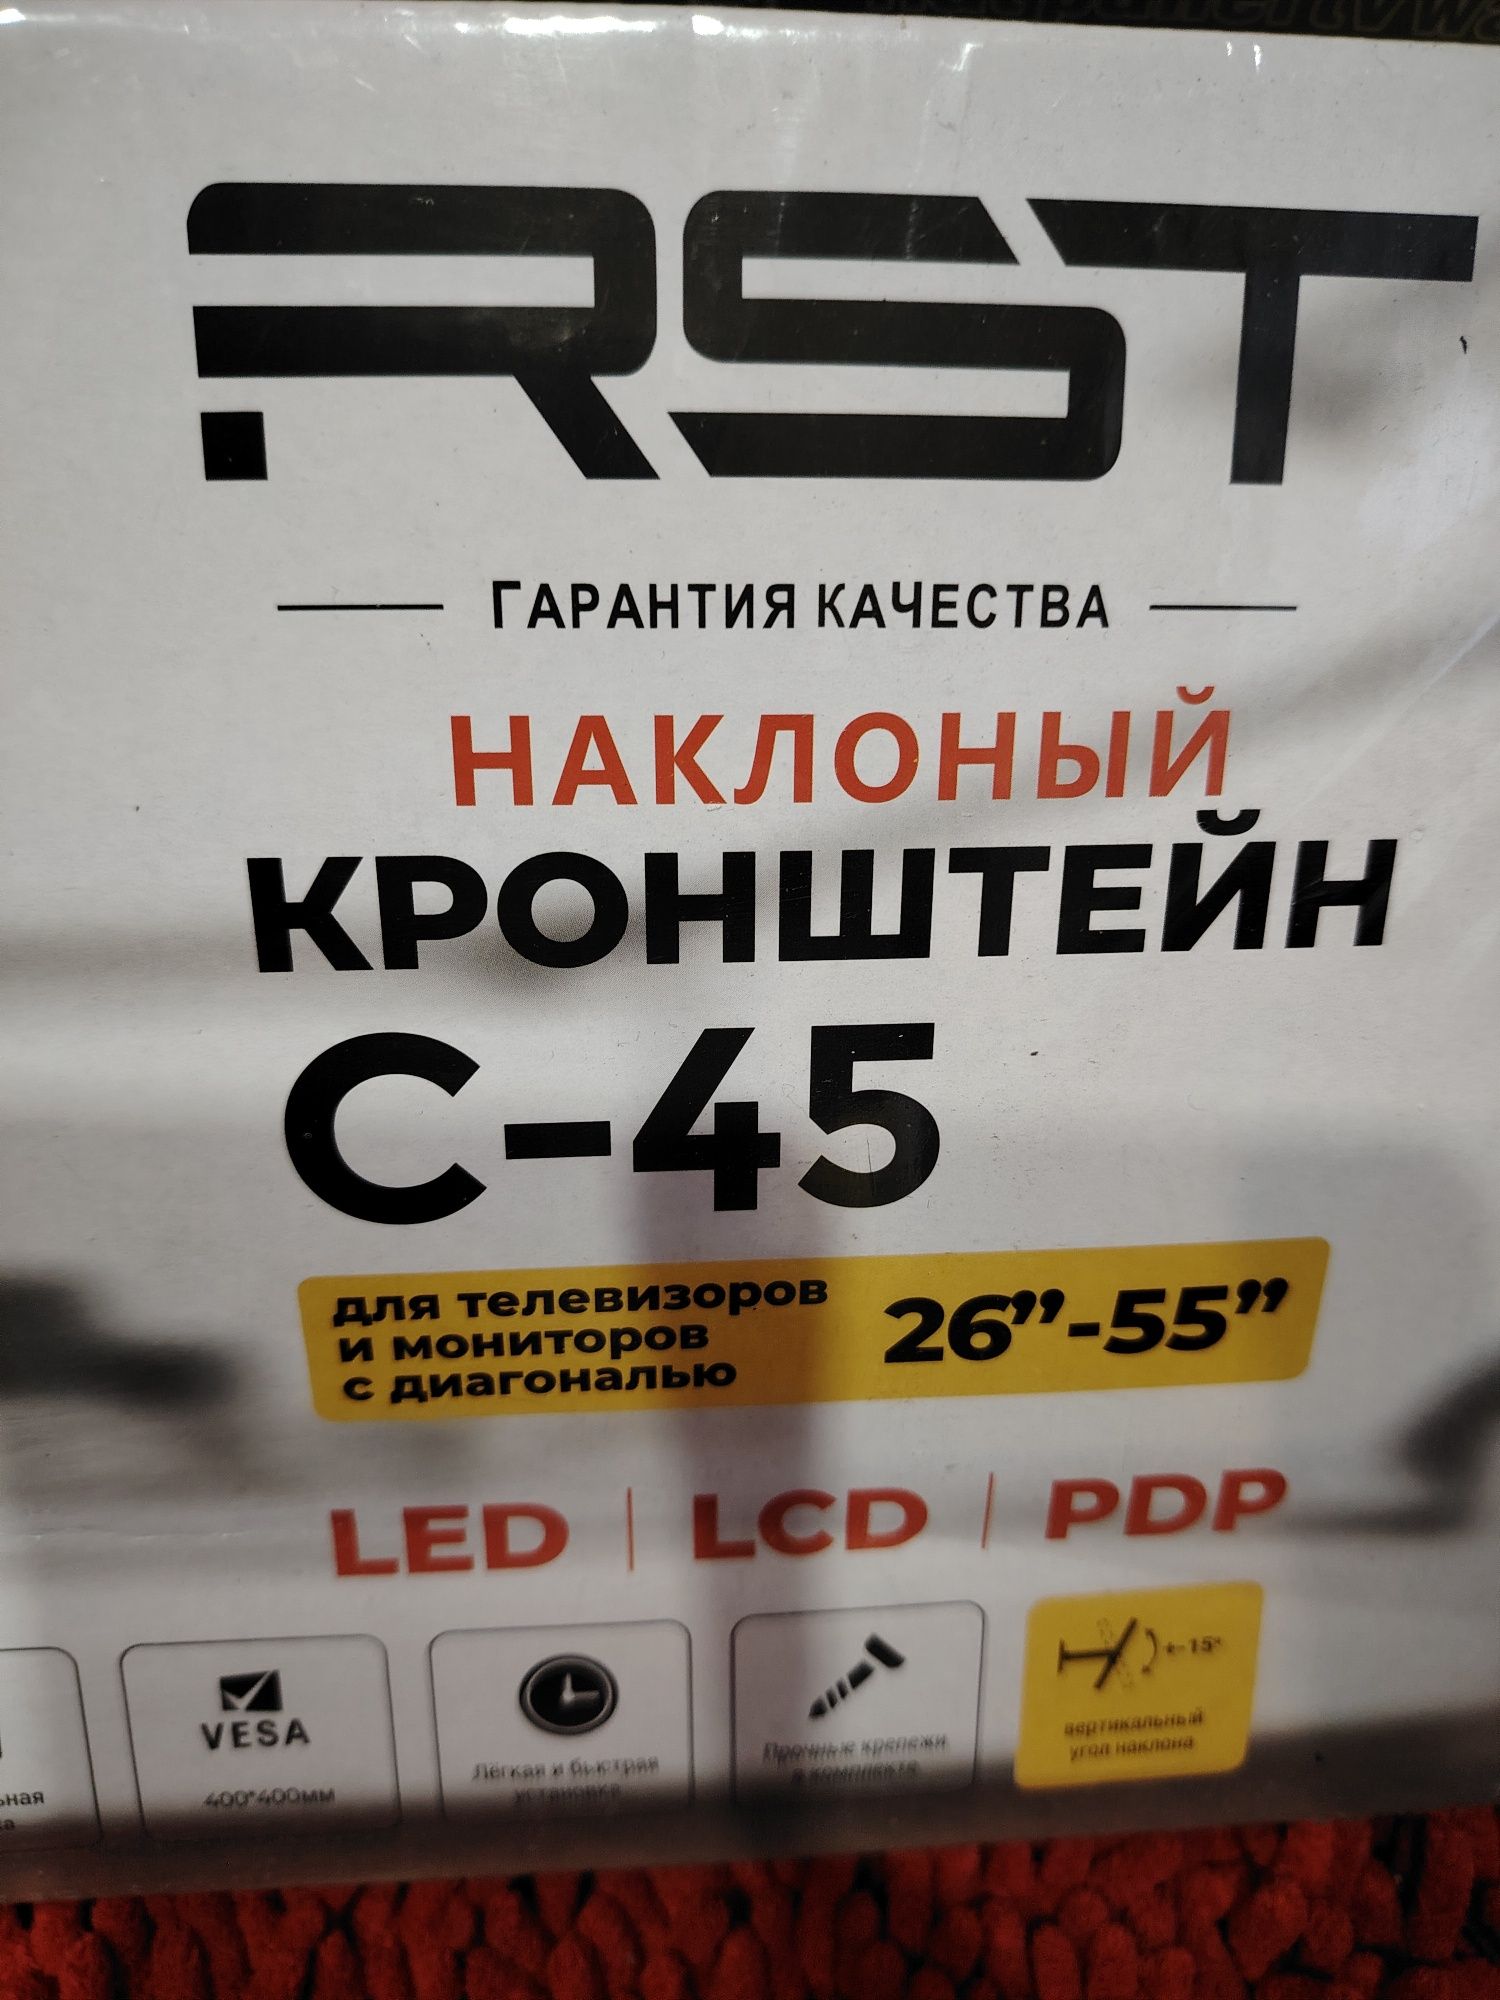 RST
ГАРАНТИЯ КАЧЕСТВА
НАКЛОНЫЙ
КРОНШТЕЙН
С-45
для телевизоров
и мониторов
с диагональю
26”-55”
LED | LCD | PDP
VESA
400*400мм
Лёгкая и быстрая
установка
Прочные крепежи
в комплекте
+-15°
вертикальный
угол наклона